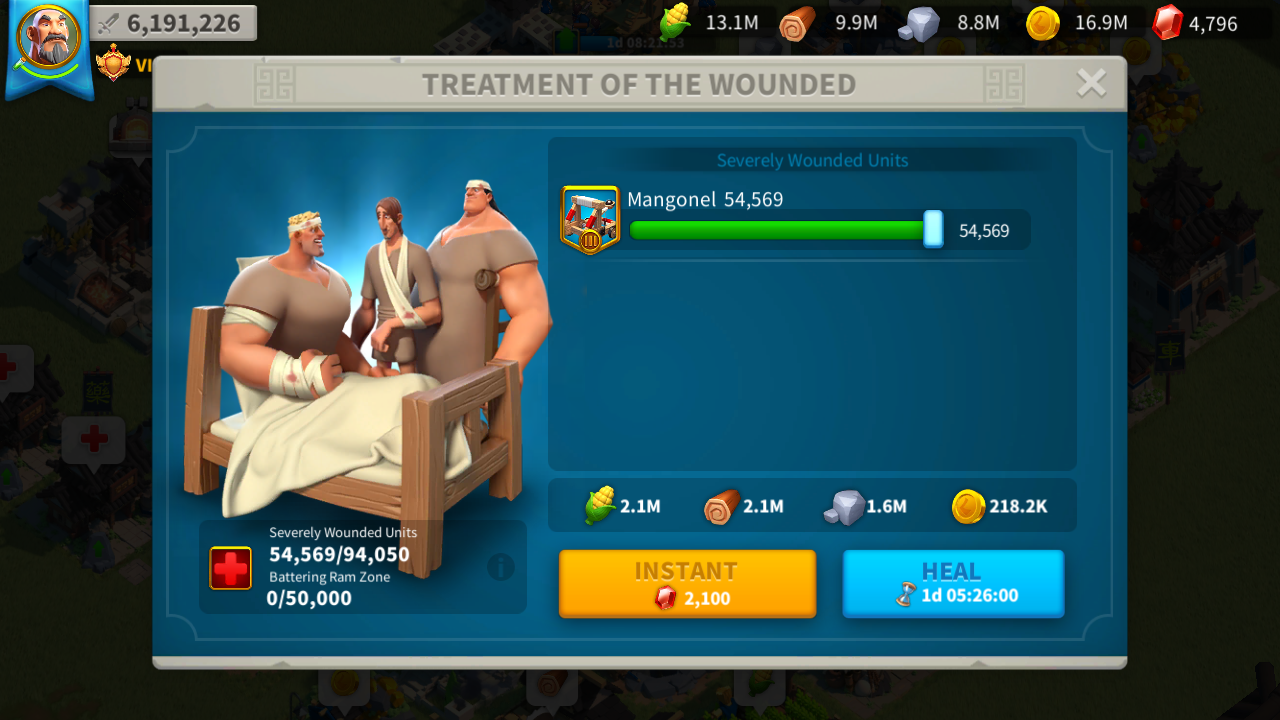 6,191,226
13.1M
9.9M
8.8M
16.9M
4,796
1d 08:21:53
VI
TREATMENT OF THE WOUNDED
Severely Wounded Units
Mangonel 54,569
III
54,569
2.1M
2.1M
1.6M
218.2K
Severely Wounded Units
54,569/94,050
Battering Ram Zone
0/50,000
INSTANT
2,100
HEAL
1d 05:26:00
藥
車